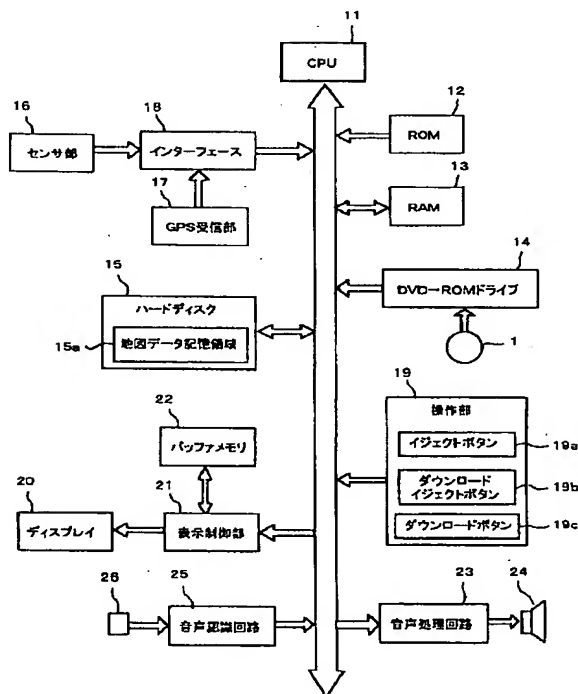 11
CPU
16
センサ部
18
インターフェース
12
ROM
17
GPS受信部
13
RAM
15
ハードディスク
15a
地図データ記憶領域
14
DVD-ROMドライブ
1
22
バッファメモリ
19
操作部
イジェクトボタン
19a
ダウンロード
イジェクトボタン
19b
ダウンロードボタン
19c
20
ディスプレイ
21
表示制御部
26
25
音声認識回路
23
音声処理回路
24